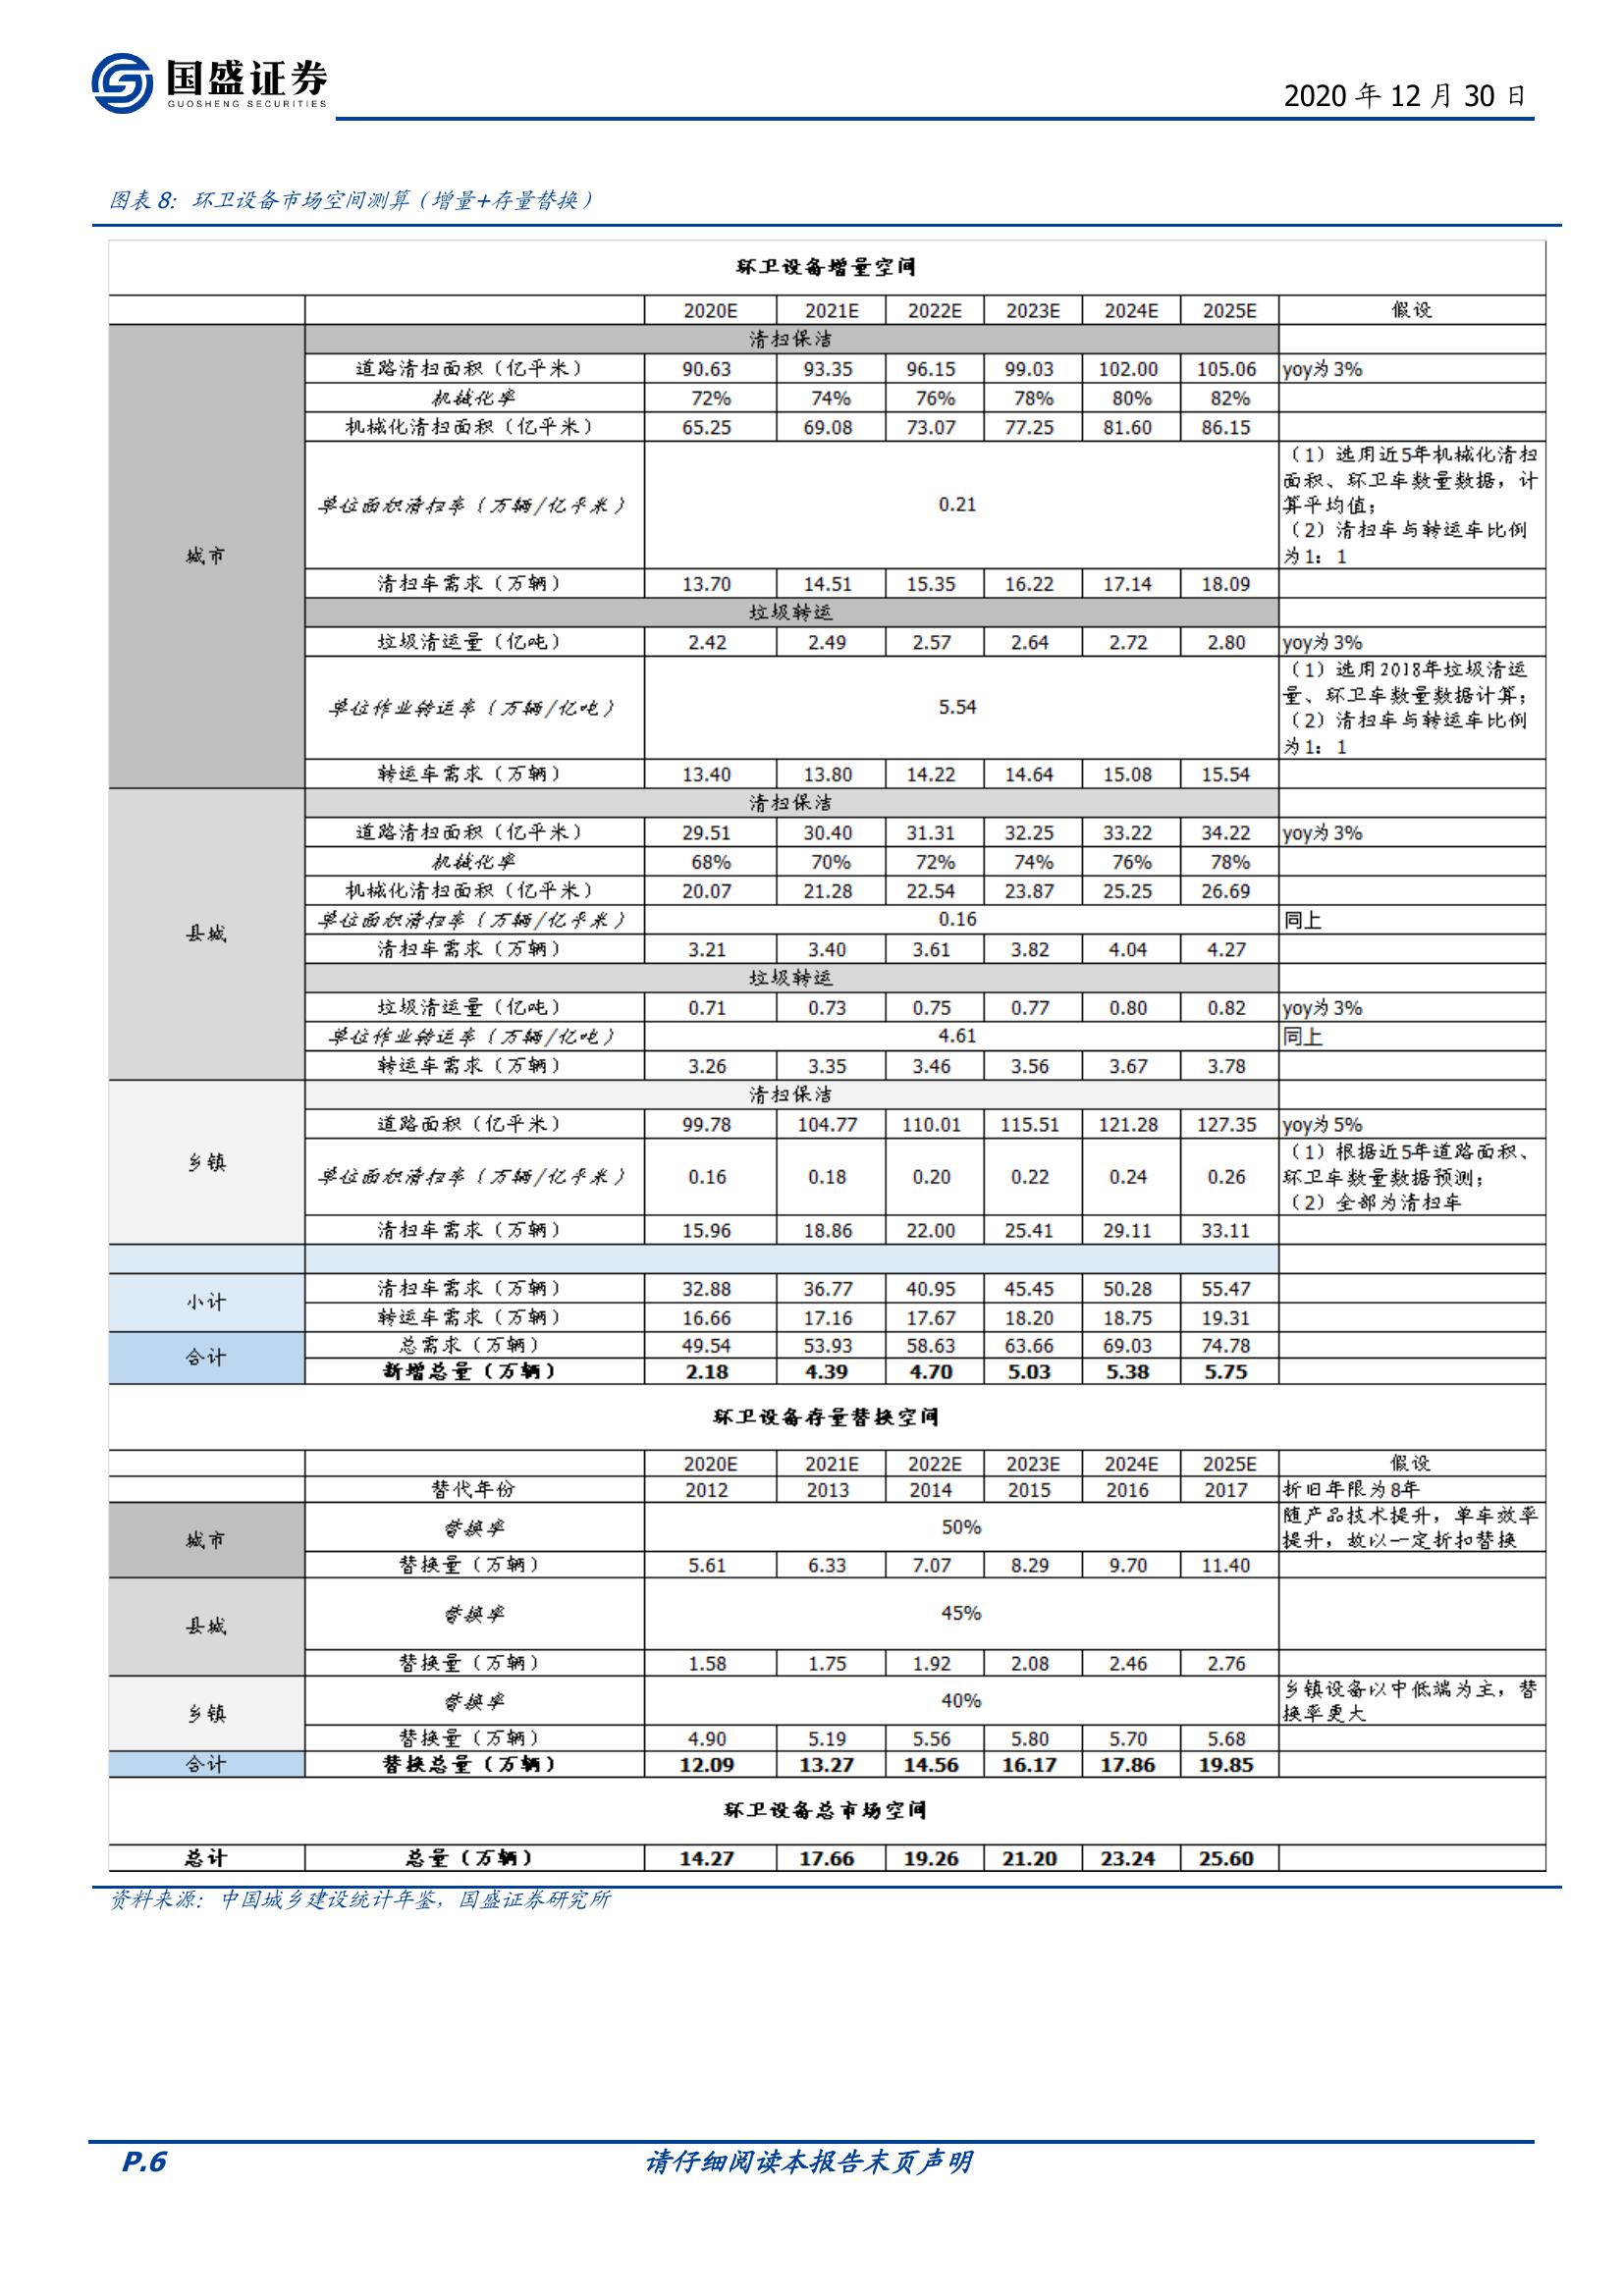 国盛证券
GUOSHENG SECURITIES
2020 年 12 月 30 日
图表 8：环卫设备市场空间测算（增量+存量替换）
环卫设备增量空间
2020E 2021E 2022E 2023E 2024E 2025E 假设
城市
清扫保洁
道路清扫面积（亿平米） 90.63 93.35 96.15 99.03 102.00 105.06 yoy为3%
机械化率 72% 74% 76% 78% 80% 82%
机械化清扫面积（亿平米） 65.25 69.08 73.07 77.25 81.60 86.15
单位面积清扫车（万辆/亿平米） 0.21
（1）选用近5年机械化清扫
面积、环卫车数量数据，计
算平均值；
（2）清扫车与转运车比例
为1：1
清扫车需求（万辆） 13.70 14.51 15.35 16.22 17.14 18.09
垃圾转运
垃圾清运量（亿吨） 2.42 2.49 2.57 2.64 2.72 2.80 yoy为3%
单位作业转运车（万辆/亿吨） 5.54
（1）选用2018年垃圾清运
量、环卫车数量数据计算；
（2）清扫车与转运车比例
为1：1
转运车需求（万辆） 13.40 13.80 14.22 14.64 15.08 15.54
县城
清扫保洁
道路清扫面积（亿平米） 29.51 30.40 31.31 32.25 33.22 34.22 yoy为3%
机械化率 68% 70% 72% 74% 76% 78%
机械化清扫面积（亿平米） 20.07 21.28 22.54 23.87 25.25 26.69
单位面积清扫车（万辆/亿平米） 0.16 同上
清扫车需求（万辆） 3.21 3.40 3.61 3.82 4.04 4.27
垃圾转运
垃圾清运量（亿吨） 0.71 0.73 0.75 0.77 0.80 0.82 yoy为3%
单位作业转运车（万辆/亿吨） 4.61 同上
转运车需求（万辆） 3.26 3.35 3.46 3.56 3.67 3.78
乡镇
清扫保洁
道路面积（亿平米） 99.78 104.77 110.01 115.51 121.28 127.35 yoy为5%
单位面积清扫车（万辆/亿平米） 0.16 0.18 0.20 0.22 0.24 0.26
（1）根据近5年道路面积、
环卫车数量数据预测；
（2）全部为清扫车
清扫车需求（万辆） 15.96 18.86 22.00 25.41 29.11 33.11
小计
清扫车需求（万辆） 32.88 36.77 40.95 45.45 50.28 55.47
转运车需求（万辆） 16.66 17.16 17.67 18.20 18.75 19.31
合计
总需求（万辆） 49.54 53.93 58.63 63.66 69.03 74.78
新增总量（万辆） 2.18 4.39 4.70 5.03 5.38 5.75
环卫设备存量替换空间
2020E 2021E 2022E 2023E 2024E 2025E 假设
替代年份 2012 2013 2014 2015 2016 2017 折旧年限为8年
城市
替换率 50%
随产品技术提升，单车效率
提升，故以一定折扣替换
替换量（万辆） 5.61 6.33 7.07 8.29 9.70 11.40
县城
替换率 45%
替换量（万辆） 1.58 1.75 1.92 2.08 2.46 2.76
乡镇
替换率 40%
乡镇设备以中低端为主，替
换率更大
替换量（万辆） 4.90 5.19 5.56 5.80 5.70 5.68
合计 替换总量（万辆） 12.09 13.27 14.56 16.17 17.86 19.85
环卫设备总市场空间
总计 总量（万辆） 14.27 17.66 19.26 21.20 23.24 25.60
资料来源：中国城乡建设统计年鉴，国盛证券研究所
P.6 请仔细阅读本报告末页声明